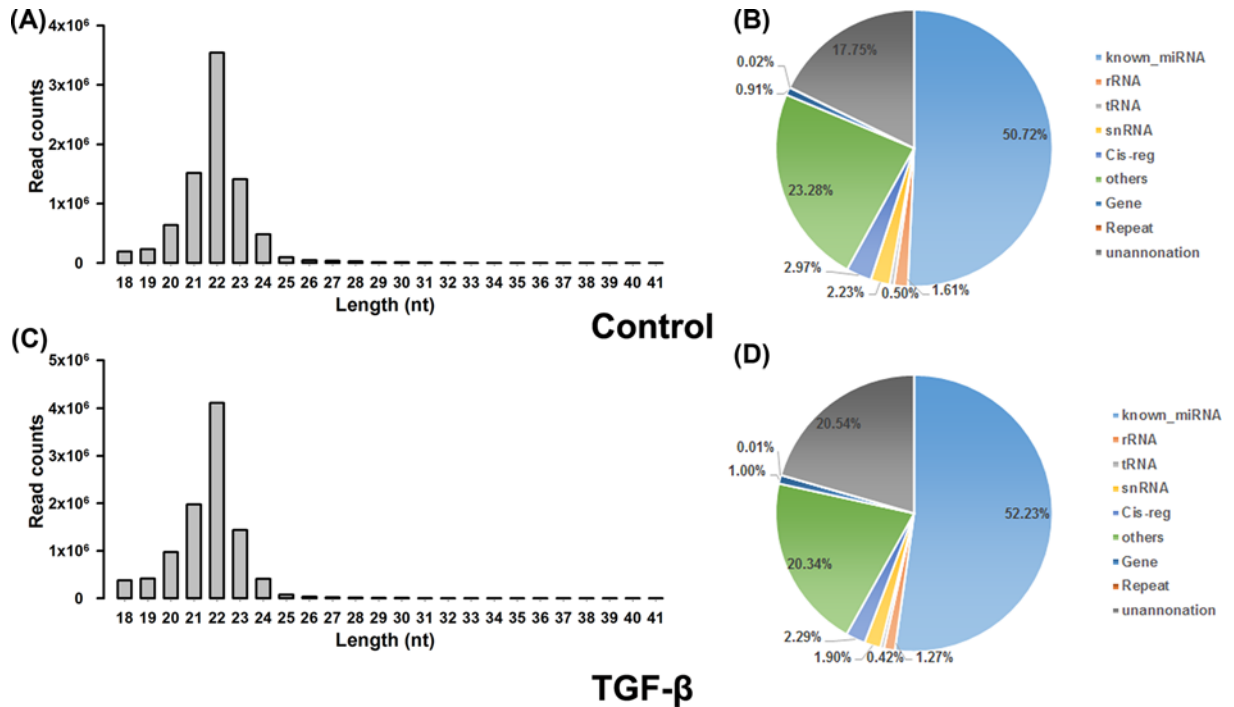 (A)
4x10⁶
3x10⁶
2x10⁶
1x10⁶
0
Read counts
18 19 20 21 22 23 24 25 26 27 28 29 30 31 32 33 34 35 36 37 38 39 40 41
Length (nt)
(B)
17.75%
0.02%
0.91%
50.72%
23.28%
2.97%
2.23%
0.50%
1.61%
known_miRNA
rRNA
tRNA
snRNA
Cis-reg
others
Gene
Repeat
unannonation
Control
(C)
5x10⁶
4x10⁶
3x10⁶
2x10⁶
1x10⁶
0
Read counts
18 19 20 21 22 23 24 25 26 27 28 29 30 31 32 33 34 35 36 37 38 39 40 41
Length (nt)
(D)
20.54%
0.01%
1.00%
52.23%
20.34%
2.29%
1.90%
0.42%
1.27%
known_miRNA
rRNA
tRNA
snRNA
Cis-reg
others
Gene
Repeat
unannonation
TGF-β